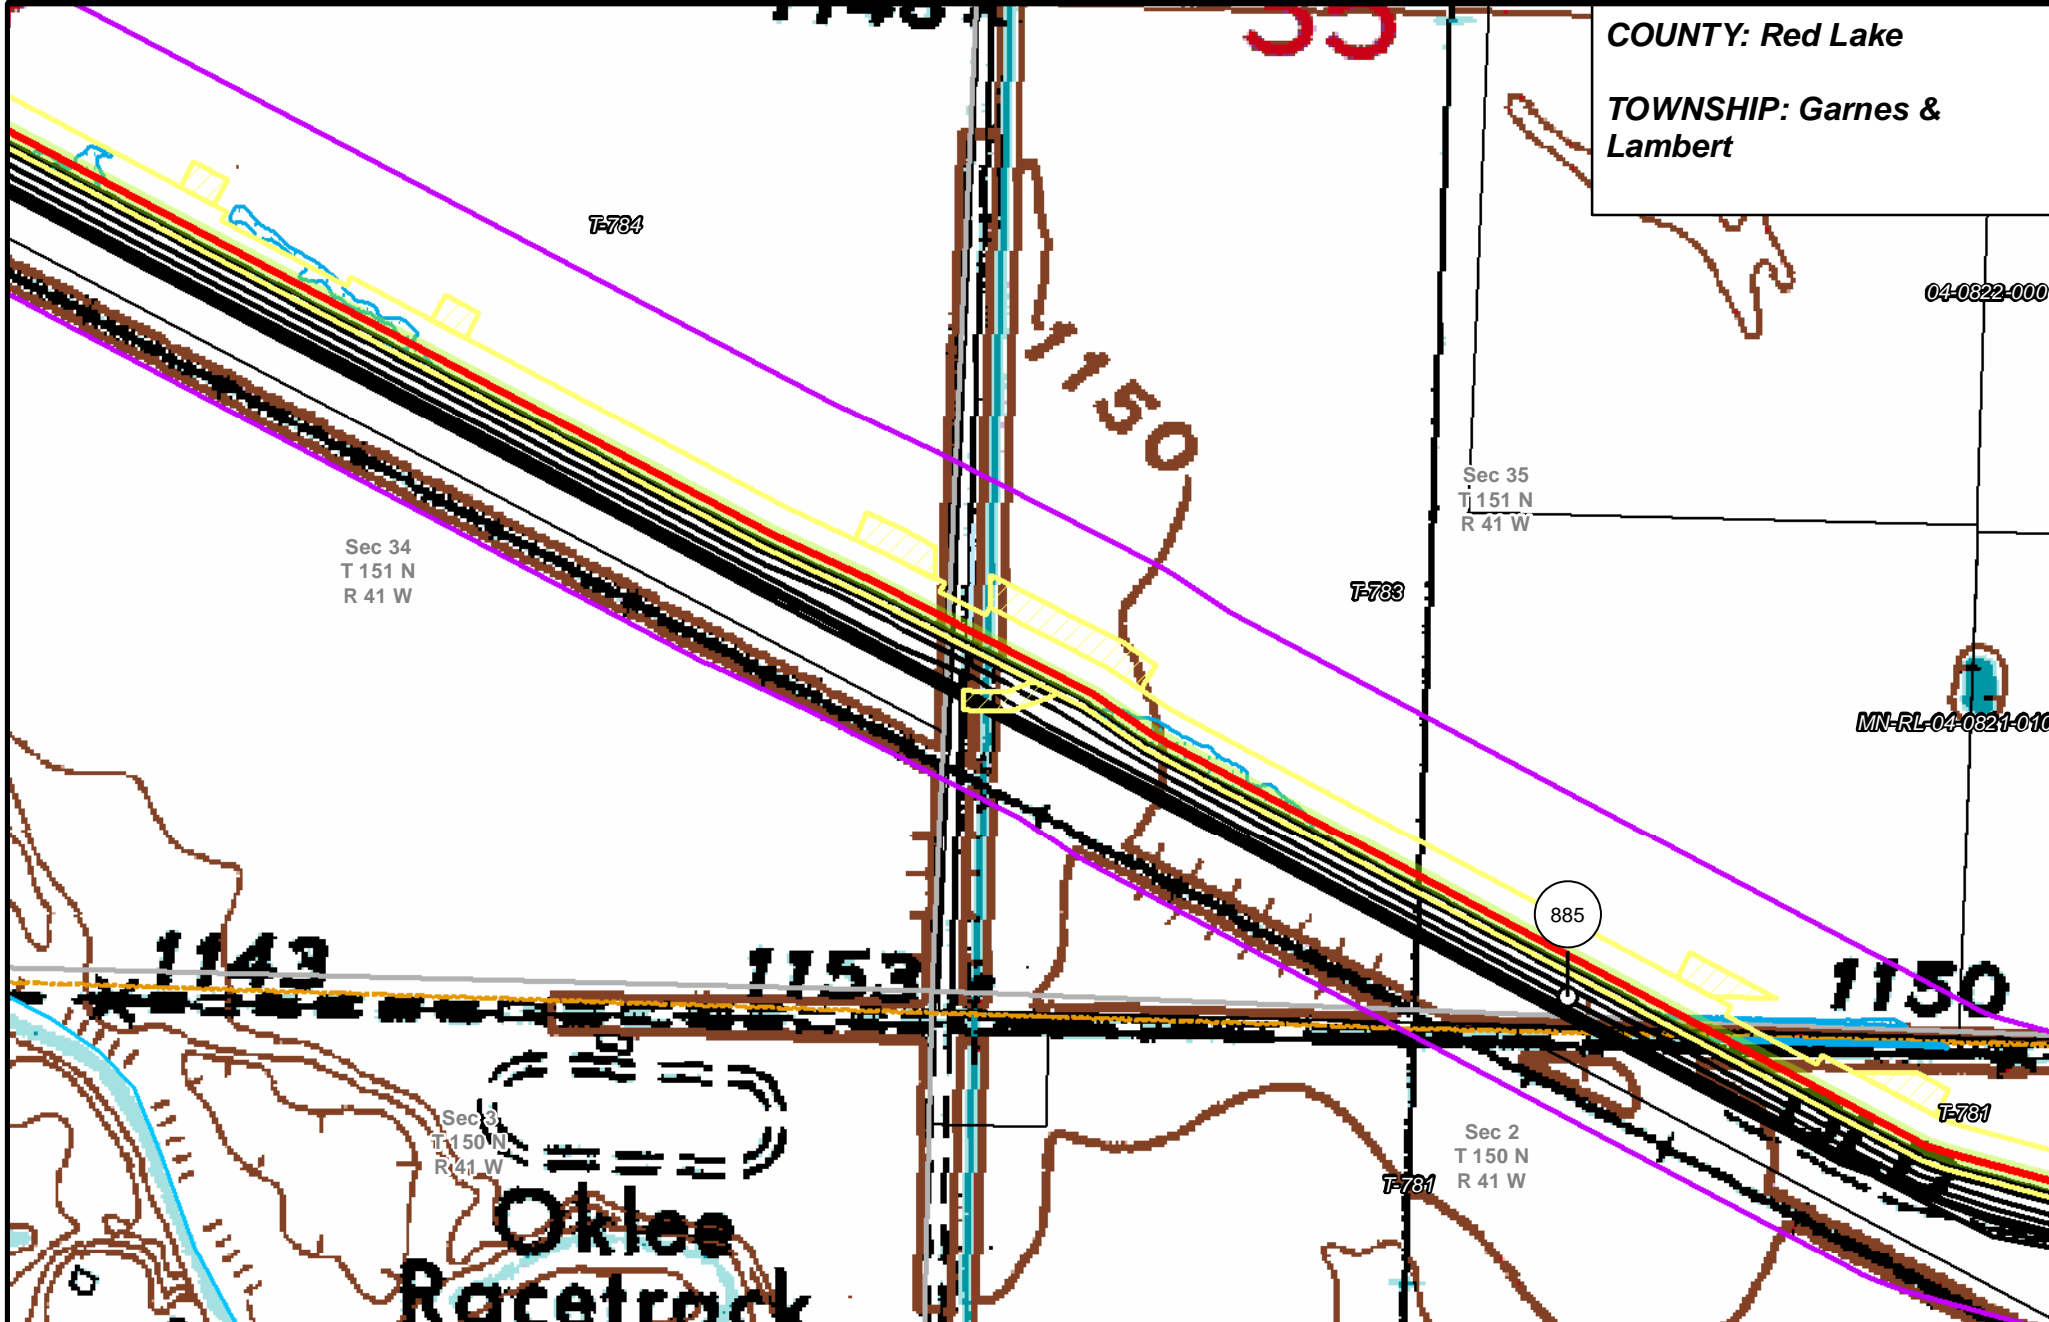 COUNTY: Red Lake
TOWNSHIP: Garnes &
Lambert
T-784
04-0822-000
1150
Sec 35
T 151 N
R 41 W
Sec 34
T 151 N
R 41 W
T-783
MN-RL-04-0821-010
885
1143
1153
1150
Sec 3
T 150 N
R 41 W
Sec 2
T 150 N
R 41 W
T-781
T-781
Oklee
Racetrack